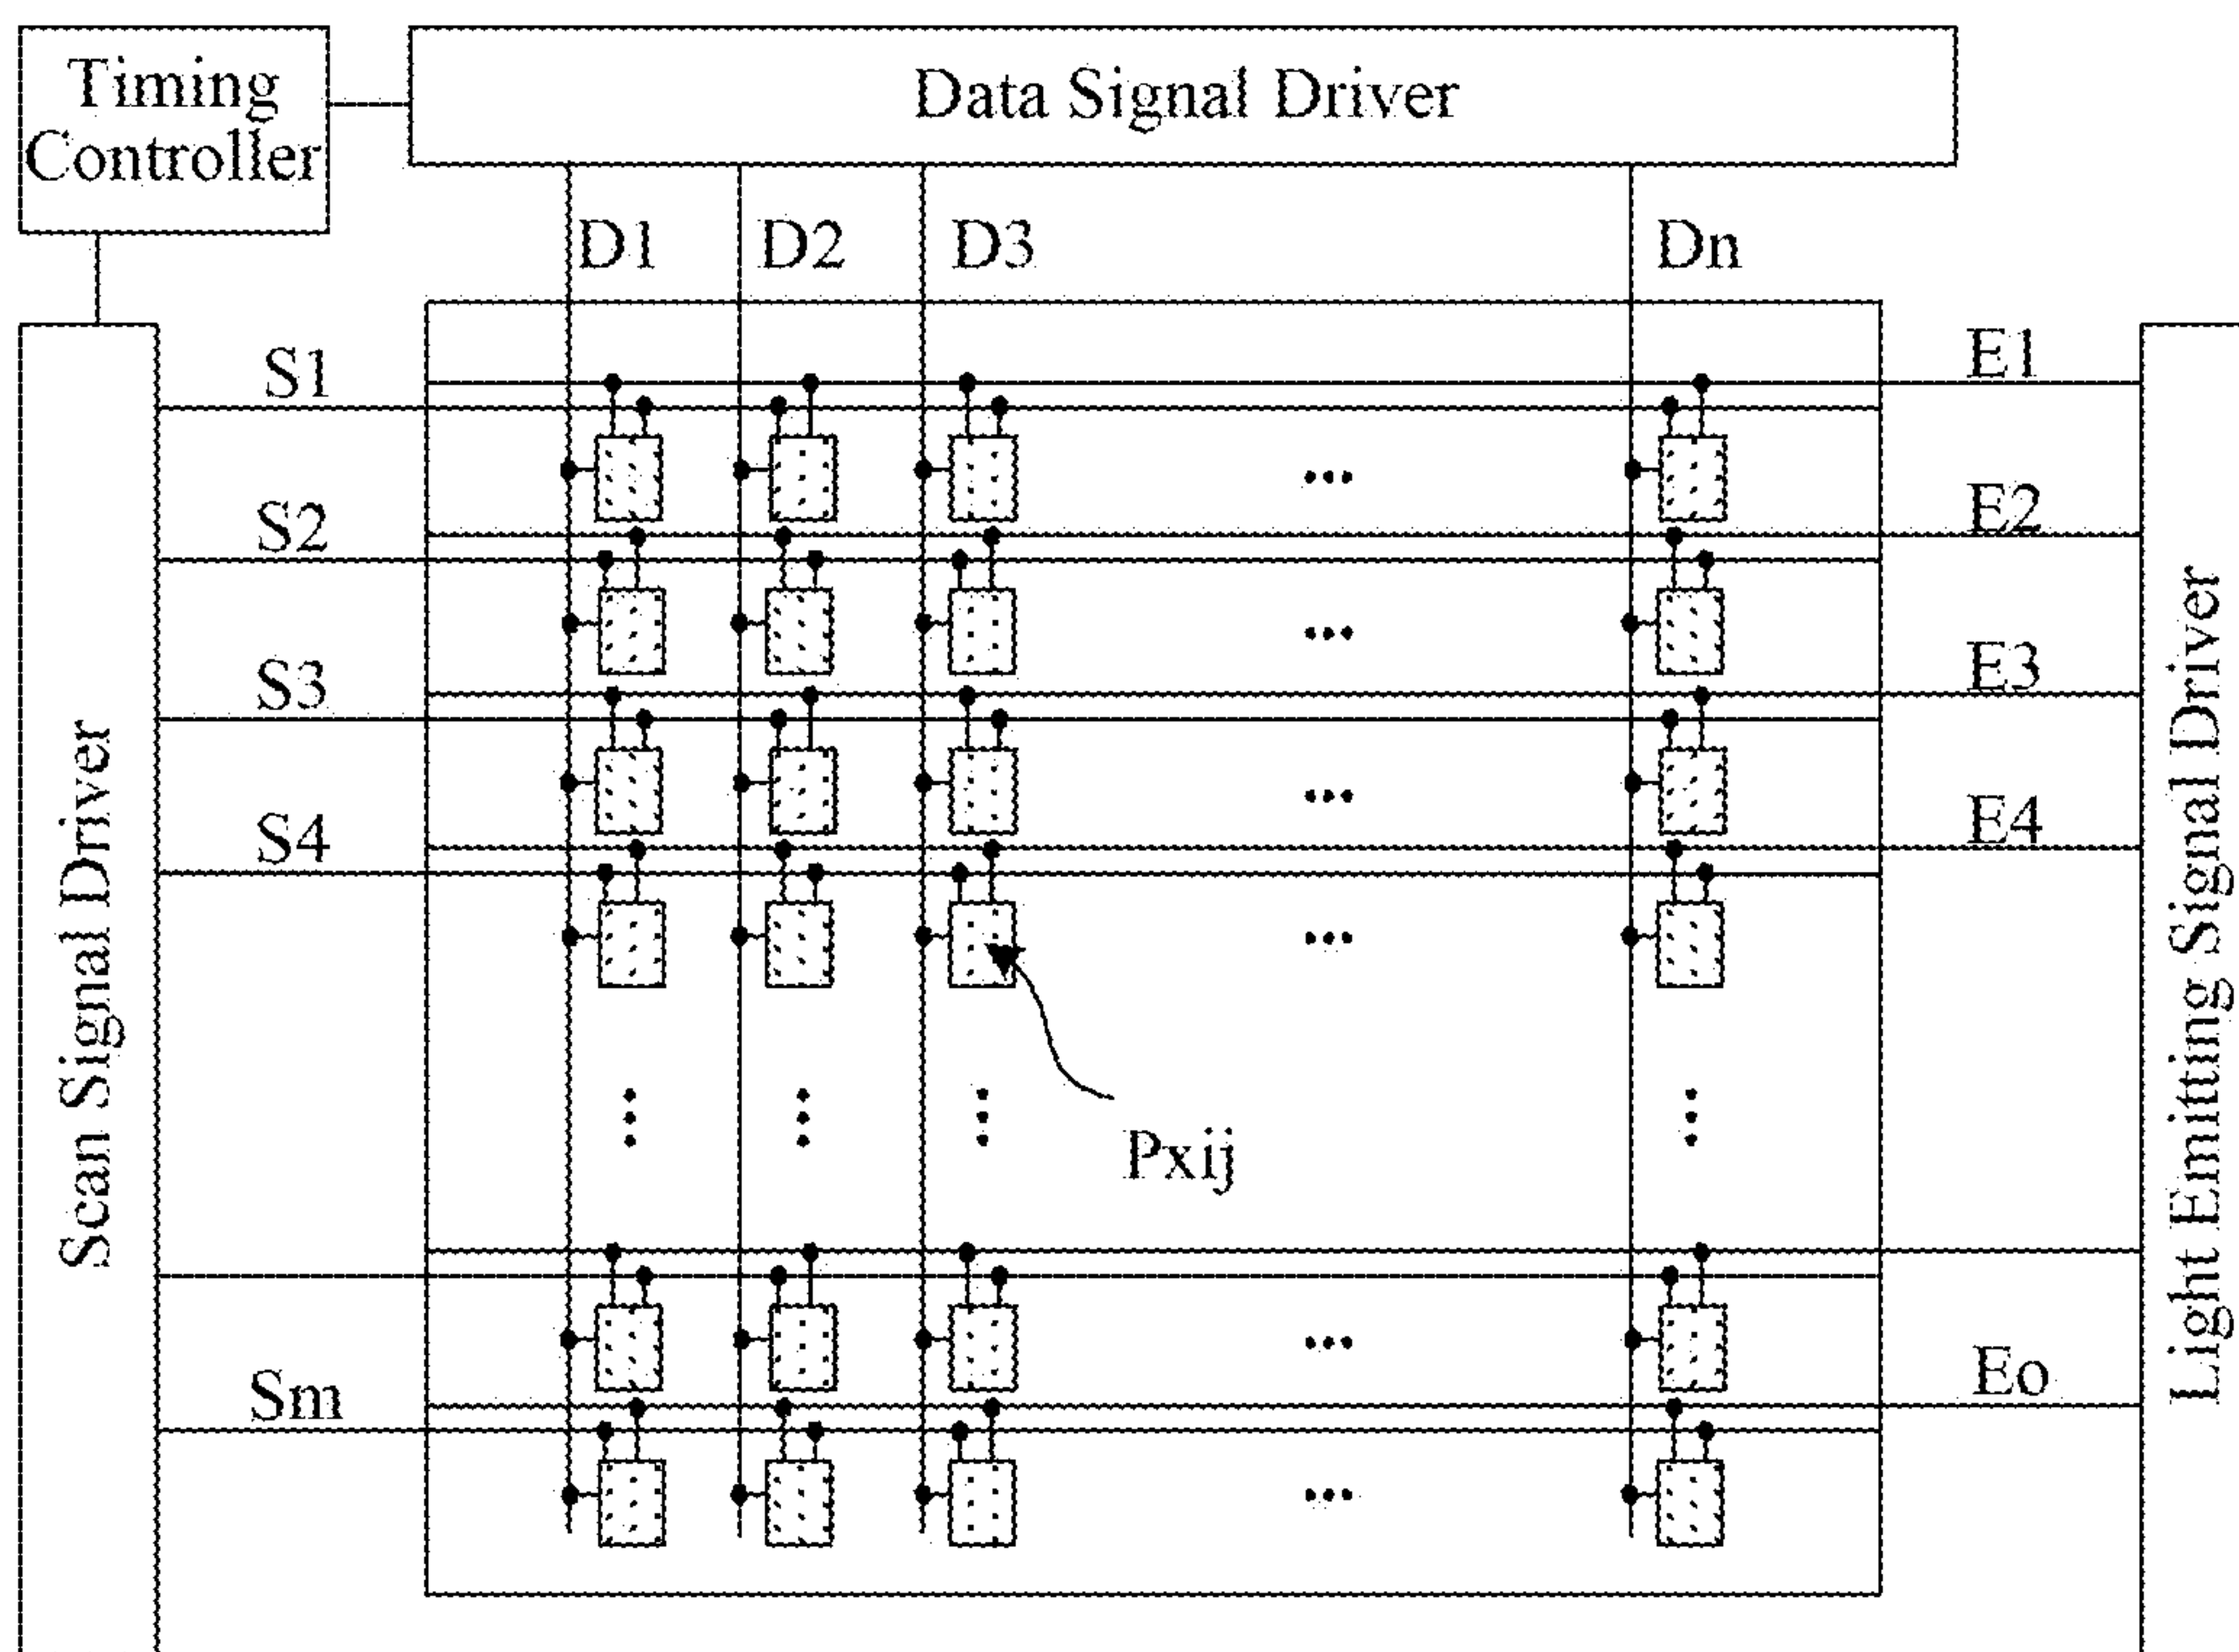 Timing
Controller
Data Signal Driver
D1
D2
D3
Dn
S1
E1
S2
E2
S3
E3
S4
E4
Scan Signal Driver
Light Emitting Signal Driver
Pxij
Sm
Eo